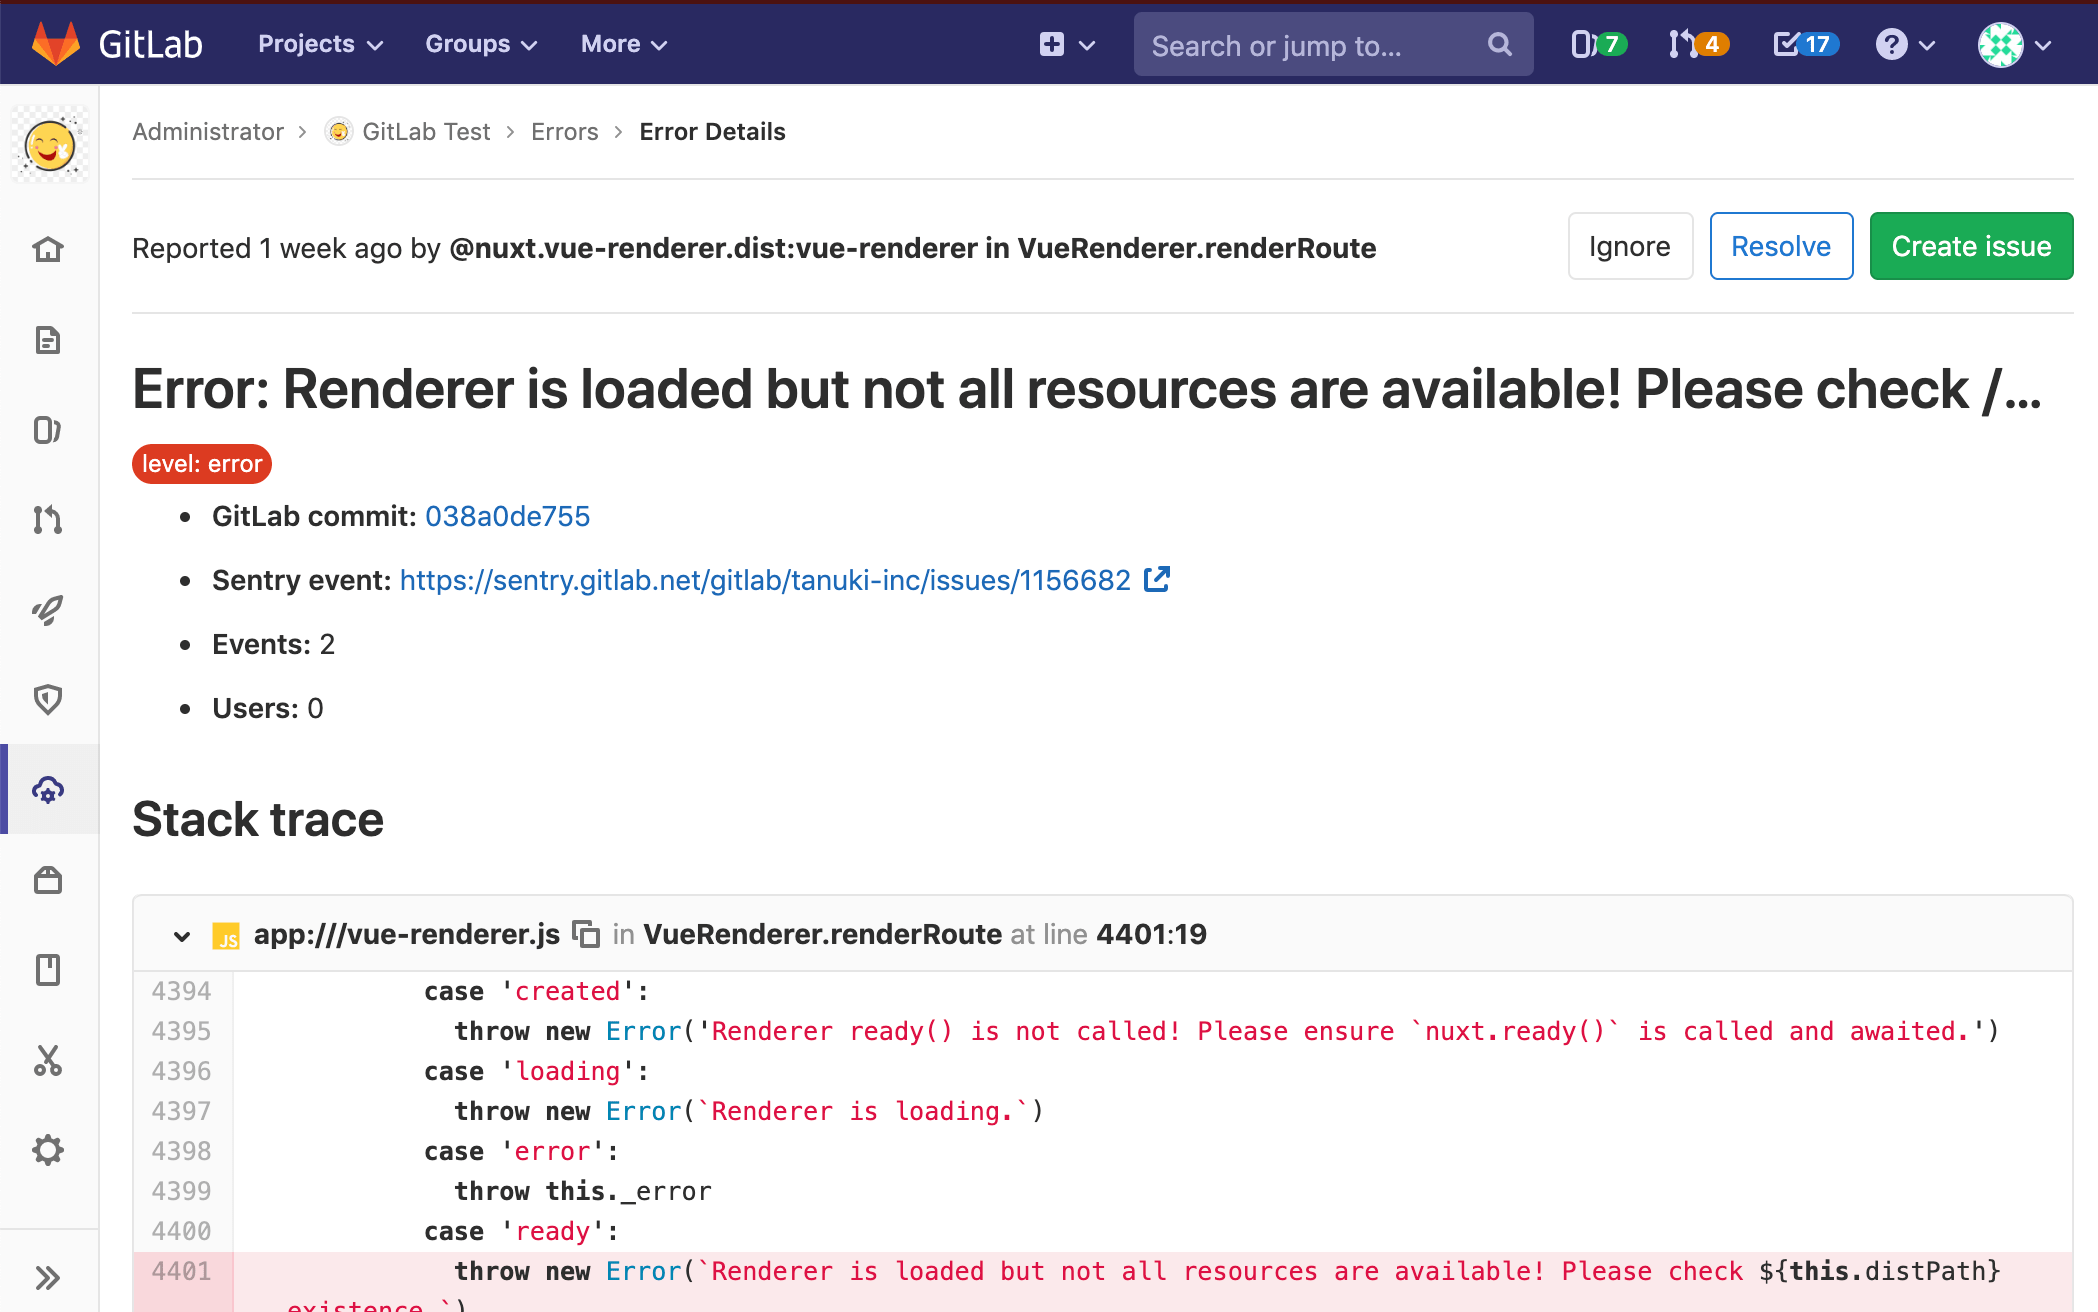 GitLab Projects Groups More Search or jump to... 7 4 17
Administrator › GitLab Test › Errors › Error Details
Reported 1 week ago by @nuxt.vue-renderer.dist:vue-renderer in VueRenderer.renderRoute Ignore Resolve Create issue
Error: Renderer is loaded but not all resources are available! Please check /...
level: error
• GitLab commit: 038a0de755
• Sentry event: https://sentry.gitlab.net/gitlab/tanuki-inc/issues/1156682
• Events: 2
• Users: 0
Stack trace
JS app:///vue-renderer.js in VueRenderer.renderRoute at line 4401:19
4394 case 'created':
4395 throw new Error('Renderer ready() is not called! Please ensure `nuxt.ready()` is called and awaited.')
4396 case 'loading':
4397 throw new Error(`Renderer is loading.`)
4398 case 'error':
4399 throw this._error
4400 case 'ready':
4401 throw new Error(`Renderer is loaded but not all resources are available! Please check ${this.distPath}
existence.`)